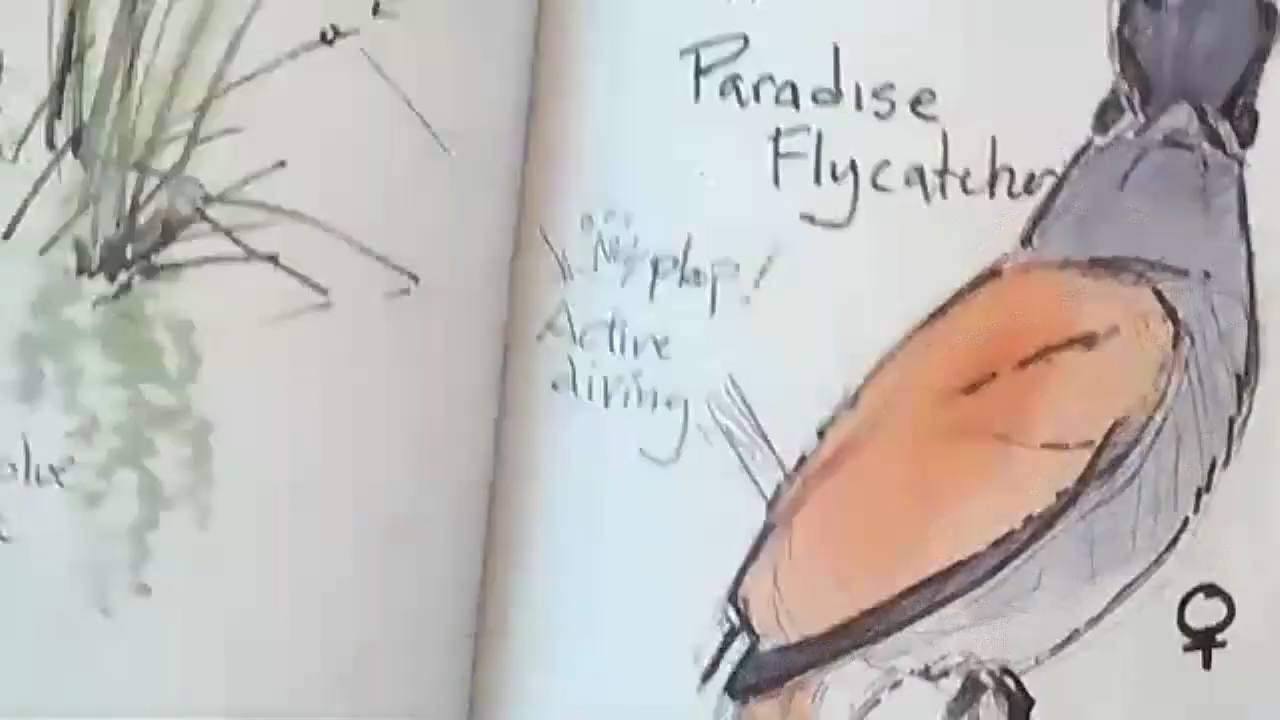 Paradise
Flycatcher
plop!
Active
diving
♀